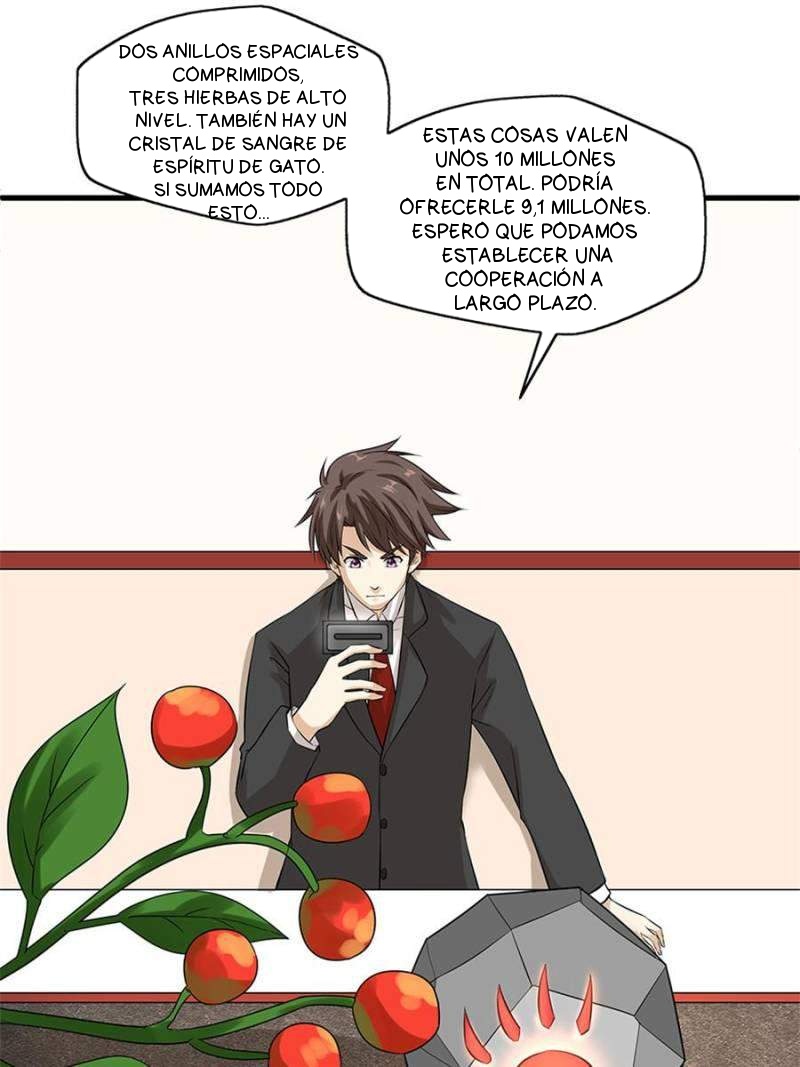 DOS ANILLOS ESPACIALES
COMPRIMIDOS,
TRES HIERBAS DE ALTO
NIVEL. TAMBIÉN HAY UN
CRISTAL DE SANGRE DE
ESPÍRITU DE GATO.
SI SUMAMOS TODO
ESTO...
ESTAS COSAS VALEN
UNOS 10 MILLONES
EN TOTAL. PODRÍA
OFRECERLE 9,1 MILLONES.
ESPERO QUE PODAMOS
ESTABLECER UNA
COOPERACIÓN A
LARGO PLAZO.